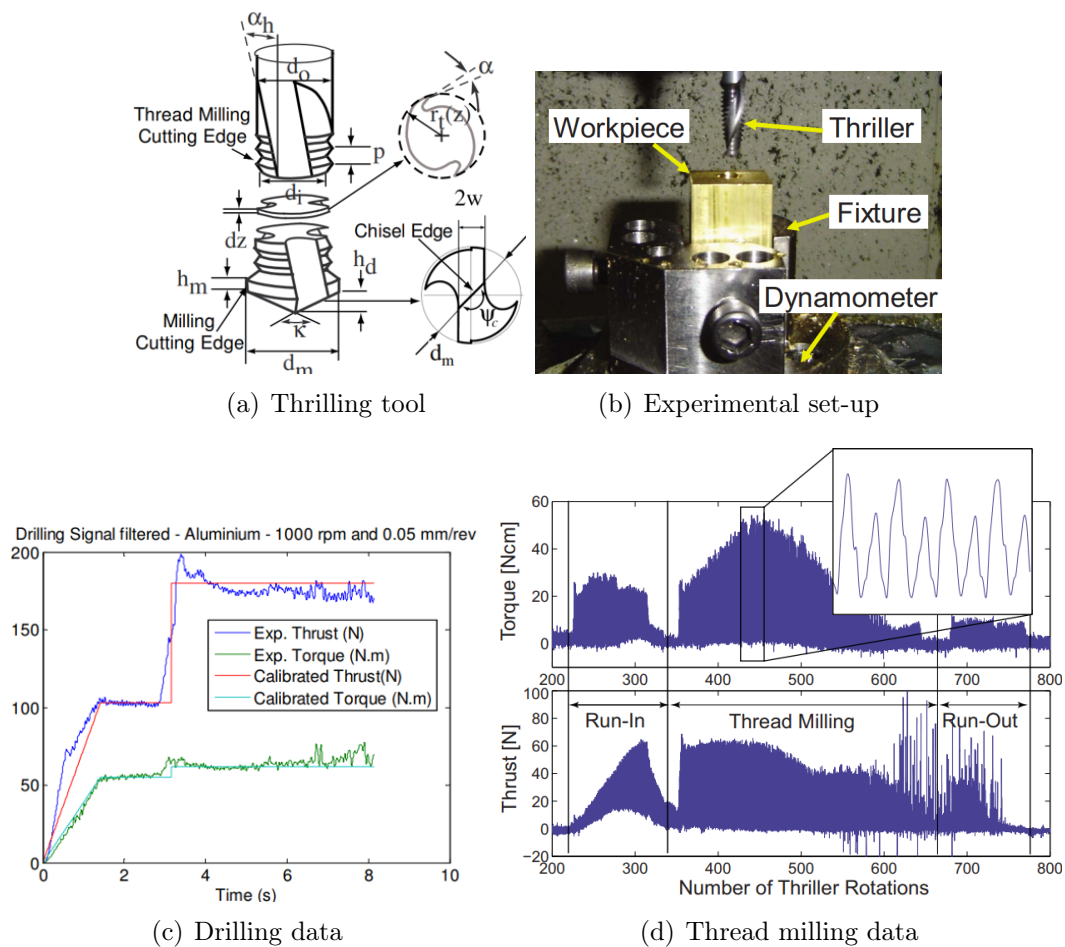 αh
do
α
Thread Milling
Cutting Edge
rt(z)
p
di
2w
dz
Chisel Edge
hm
hd
Milling
Cutting Edge
κ
ψc
dm
dm
(a) Thrilling tool
Workpiece
Thriller
Fixture
Dynamometer
(b) Experimental set-up
Drilling Signal filtered - Aluminium - 1000 rpm and 0.05 mm/rev
200
150
100
50
0
0 2 4 6 8 10
Exp. Thrust (N)
Exp. Torque (N.m)
Calibrated Thrust(N)
Calibrated Torque (N.m)
Time (s)
(c) Drilling data
Torque [Ncm]
60
40
20
0
200 300 400 500 600 700 800
Thrust [N]
100
80
60
40
20
0
−20
Run-In
Thread Milling
Run-Out
200 300 400 500 600 700 800
Number of Thriller Rotations
(d) Thread milling data